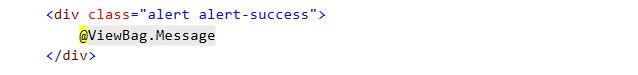 <div class="alert alert-success">
@ViewBag.Message
</div>